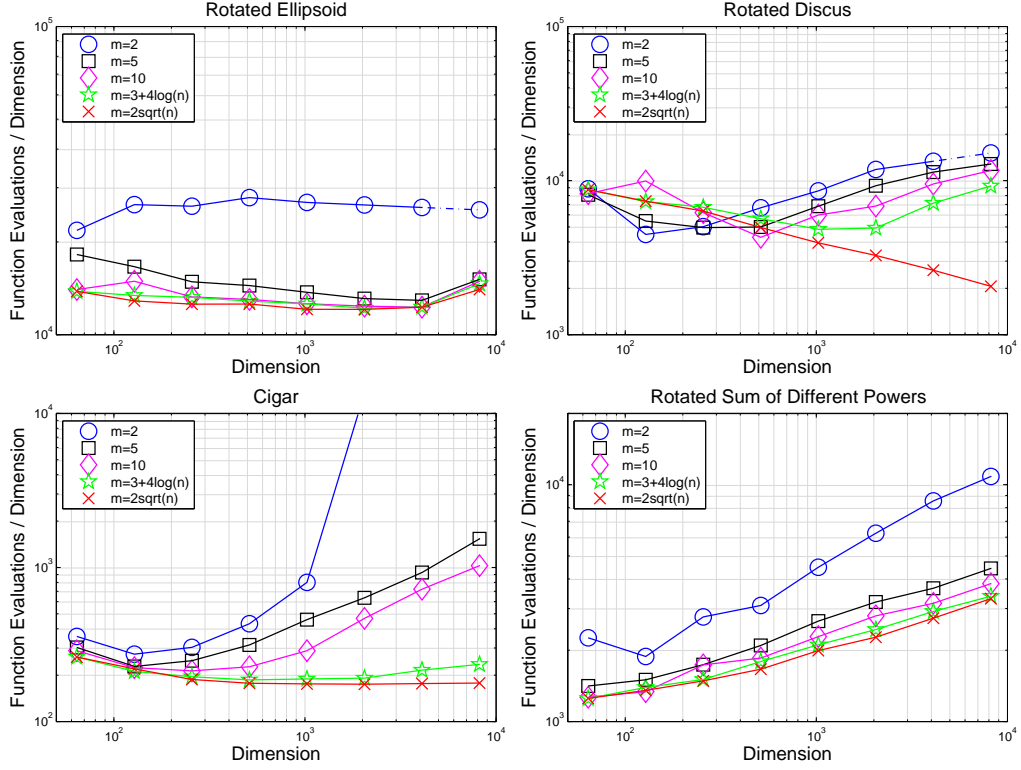 Rotated Ellipsoid
10^5
10^4
Function Evaluations / Dimension
m=2
m=5
m=10
m=3+4log(n)
m=2sqrt(n)
10^2
10^3
10^4
Dimension
Rotated Discus
10^5
10^4
10^3
Function Evaluations / Dimension
m=2
m=5
m=10
m=3+4log(n)
m=2sqrt(n)
10^2
10^3
10^4
Dimension
Cigar
10^4
10^3
10^2
Function Evaluations / Dimension
m=2
m=5
m=10
m=3+4log(n)
m=2sqrt(n)
10^2
10^3
10^4
Dimension
Rotated Sum of Different Powers
10^4
10^3
Function Evaluations / Dimension
m=2
m=5
m=10
m=3+4log(n)
m=2sqrt(n)
10^2
10^3
10^4
Dimension